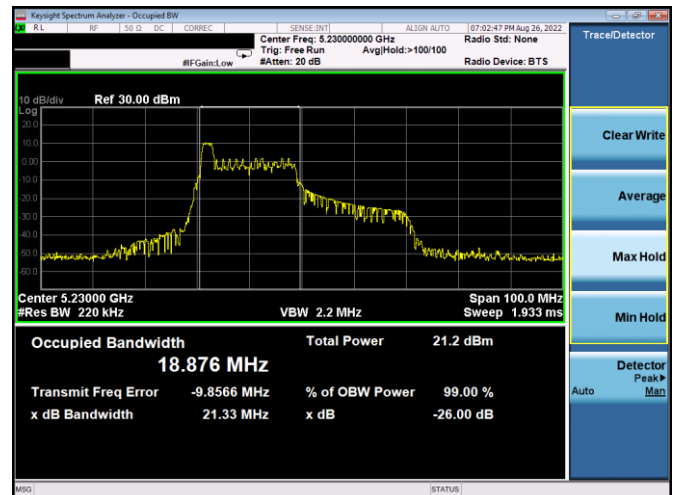 Keysight Spectrum Analyzer - Occupied BW
RL RF 50 Ω DC CORREC SENSE:INT ALIGN AUTO 07:02:47 PM Aug 26, 2022
Center Freq: 5.230000000 GHz Radio Std: None
Trig: Free Run Avg|Hold:>100/100
#IFGain:Low #Atten: 20 dB Radio Device: BTS
Trace/Detector
10 dB/div Ref 30.00 dBm
Log
20.0
10.0
0.00
-10.0
-20.0
-30.0
-40.0
-50.0
-60.0
Center 5.23000 GHz Span 100.0 MHz
#Res BW 220 kHz VBW 2.2 MHz Sweep 1.933 ms
Occupied Bandwidth Total Power 21.2 dBm
18.876 MHz
Transmit Freq Error -9.8566 MHz % of OBW Power 99.00 %
x dB Bandwidth 21.33 MHz x dB -26.00 dB
Clear Write
Average
Max Hold
Min Hold
Detector
Peak▶
Auto Man
MSG STATUS